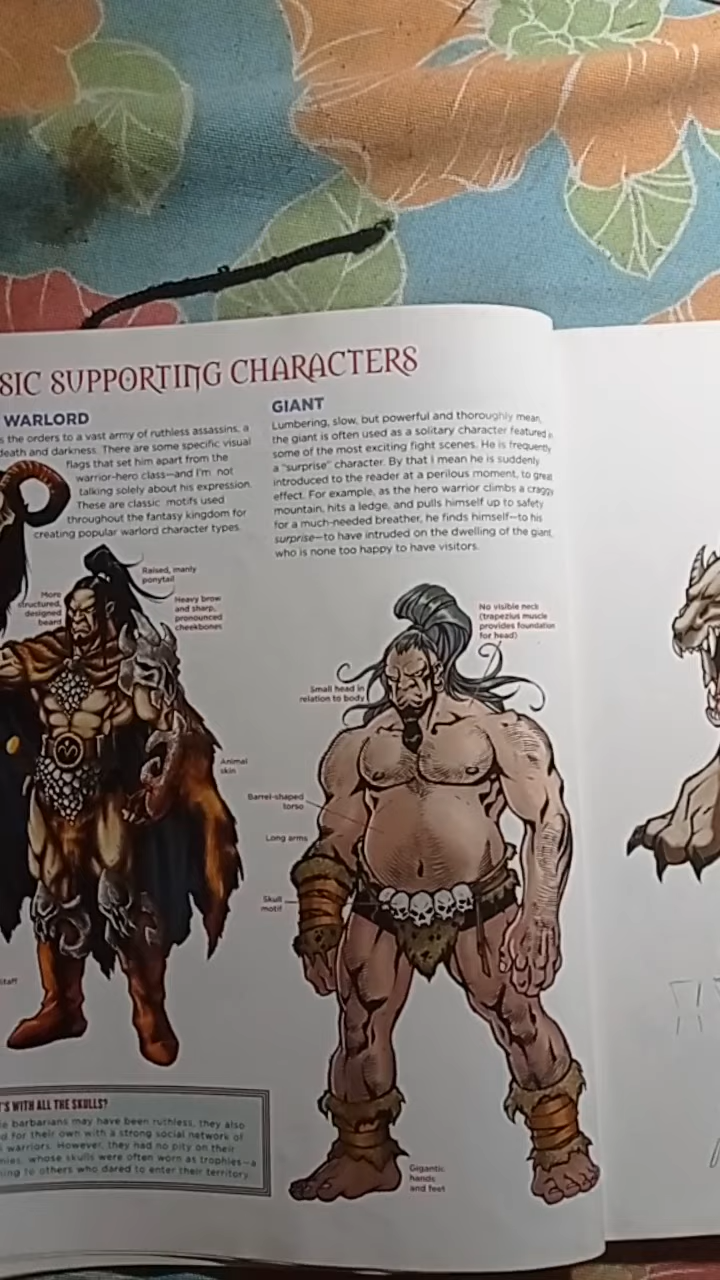 SIC SUPPORTING CHARACTERS
WARLORD
s the orders to a vast army of ruthless assassins, a
death and darkness. There are some specific visual
flags that set him apart from the
warrior-hero class—and I'm not
talking solely about his expression.
These are classic motifs used
throughout the fantasy kingdom for
creating popular warlord character types.
Raised, manly
ponytail
More
structured,
designed
beard
Heavy brow
and sharp,
pronounced
cheekbones
Animal
skin
Staff
GIANT
Lumbering, slow, but powerful and thoroughly mean,
the giant is often used as a solitary character featured in
some of the most exciting fight scenes. He is frequently
a "surprise" character. By that I mean he is suddenly
introduced to the reader at a perilous moment, to great
effect. For example, as the hero warrior climbs a craggy
mountain, hits a ledge, and pulls himself up to safety
for a much-needed breather, he finds himself—to his
surprise—to have intruded on the dwelling of the giant,
who is none too happy to have visitors.
No visible neck
(trapezius muscle
provides foundation
for head)
Small head in
relation to body
Barrel-shaped
torso
Long arms
Skull
motif
Gigantic
hands
and feet
T'S WITH ALL THE SKULLS?
e barbarians may have been ruthless, they also
d for their own with a strong social network of
warriors. However, they had no pity on their
mies, whose skulls were often worn as trophies—a
ning to others who dared to enter their territory.